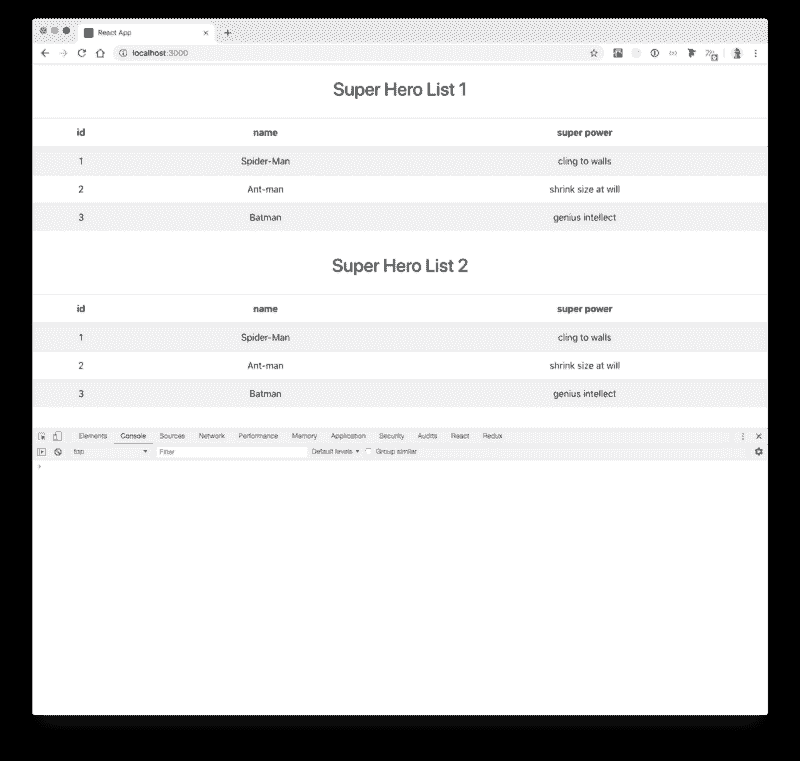 React App
localhost:3000
Super Hero List 1
id name super power
1 Spider-Man cling to walls
2 Ant-man shrink size at will
3 Batman genius intellect
Super Hero List 2
id name super power
1 Spider-Man cling to walls
2 Ant-man shrink size at will
3 Batman genius intellect
Elements Console Sources Network Performance Memory Application Security Audits React Redux
top Filter Default levels Group similar